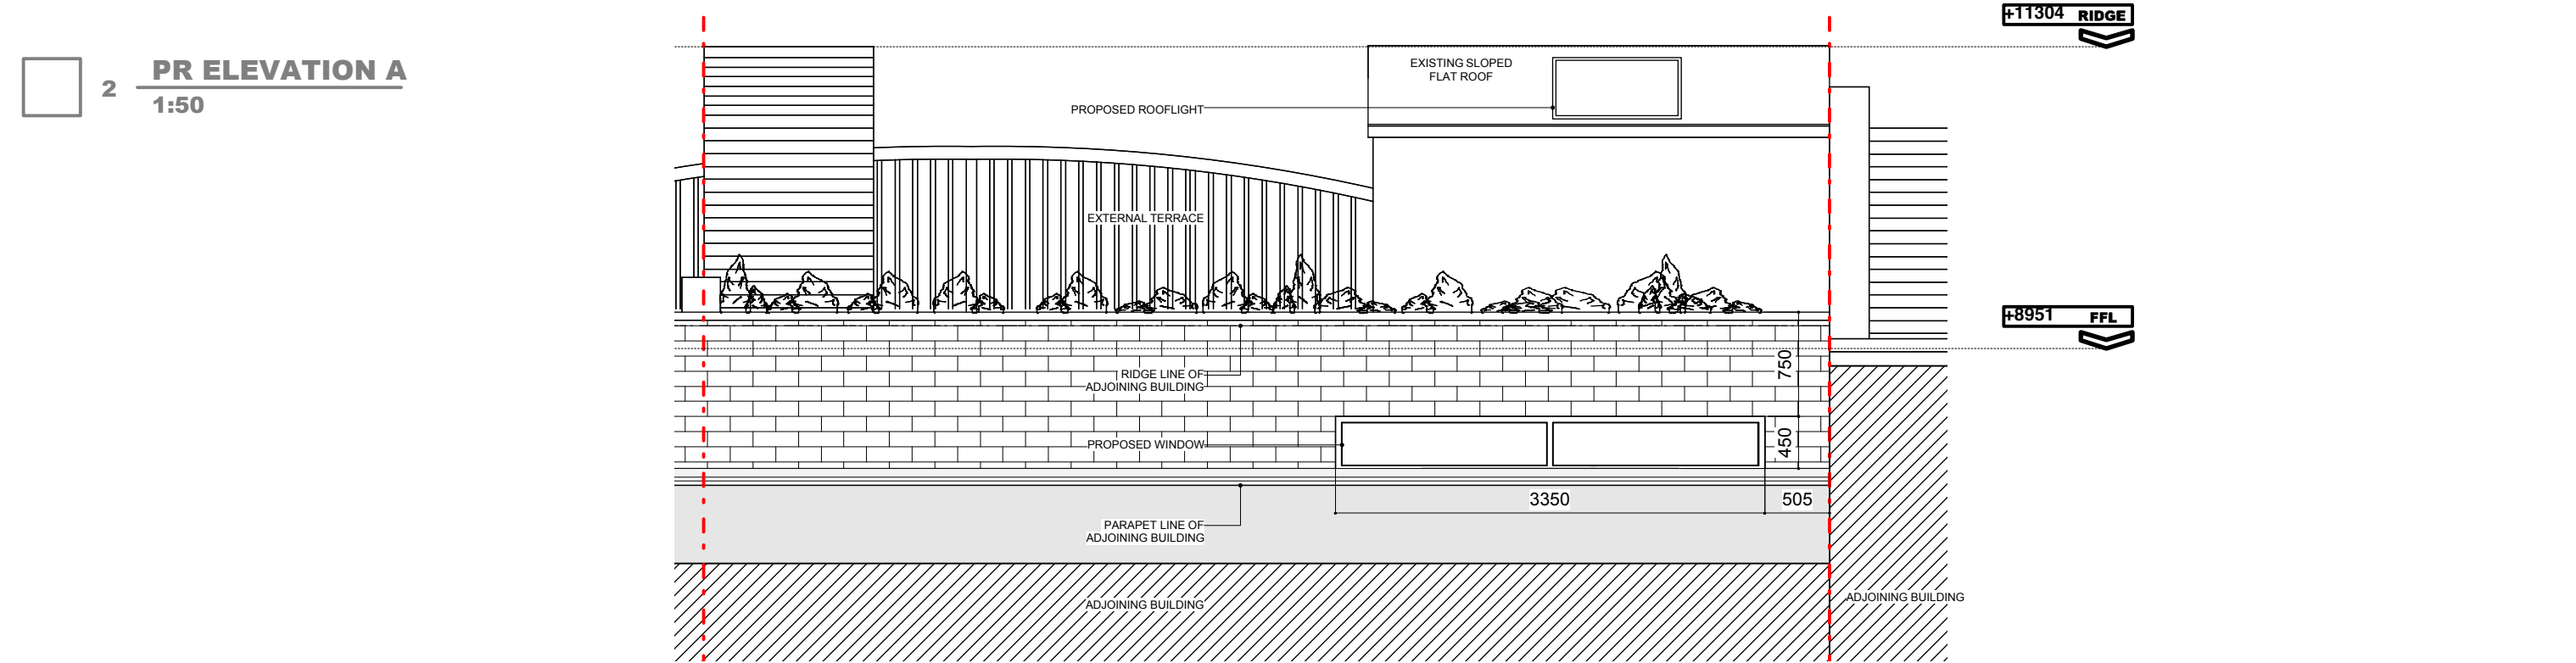 2
PR ELEVATION A
1:50
+11304 RIDGE
EXISTING SLOPED
FLAT ROOF
PROPOSED ROOFLIGHT
EXTERNAL TERRACE
+8951 FFL
750
RIDGE LINE OF
ADJOINING BUILDING
PROPOSED WINDOW
450
3350
505
PARAPET LINE OF
ADJOINING BUILDING
ADJOINING BUILDING
ADJOINING BUILDING